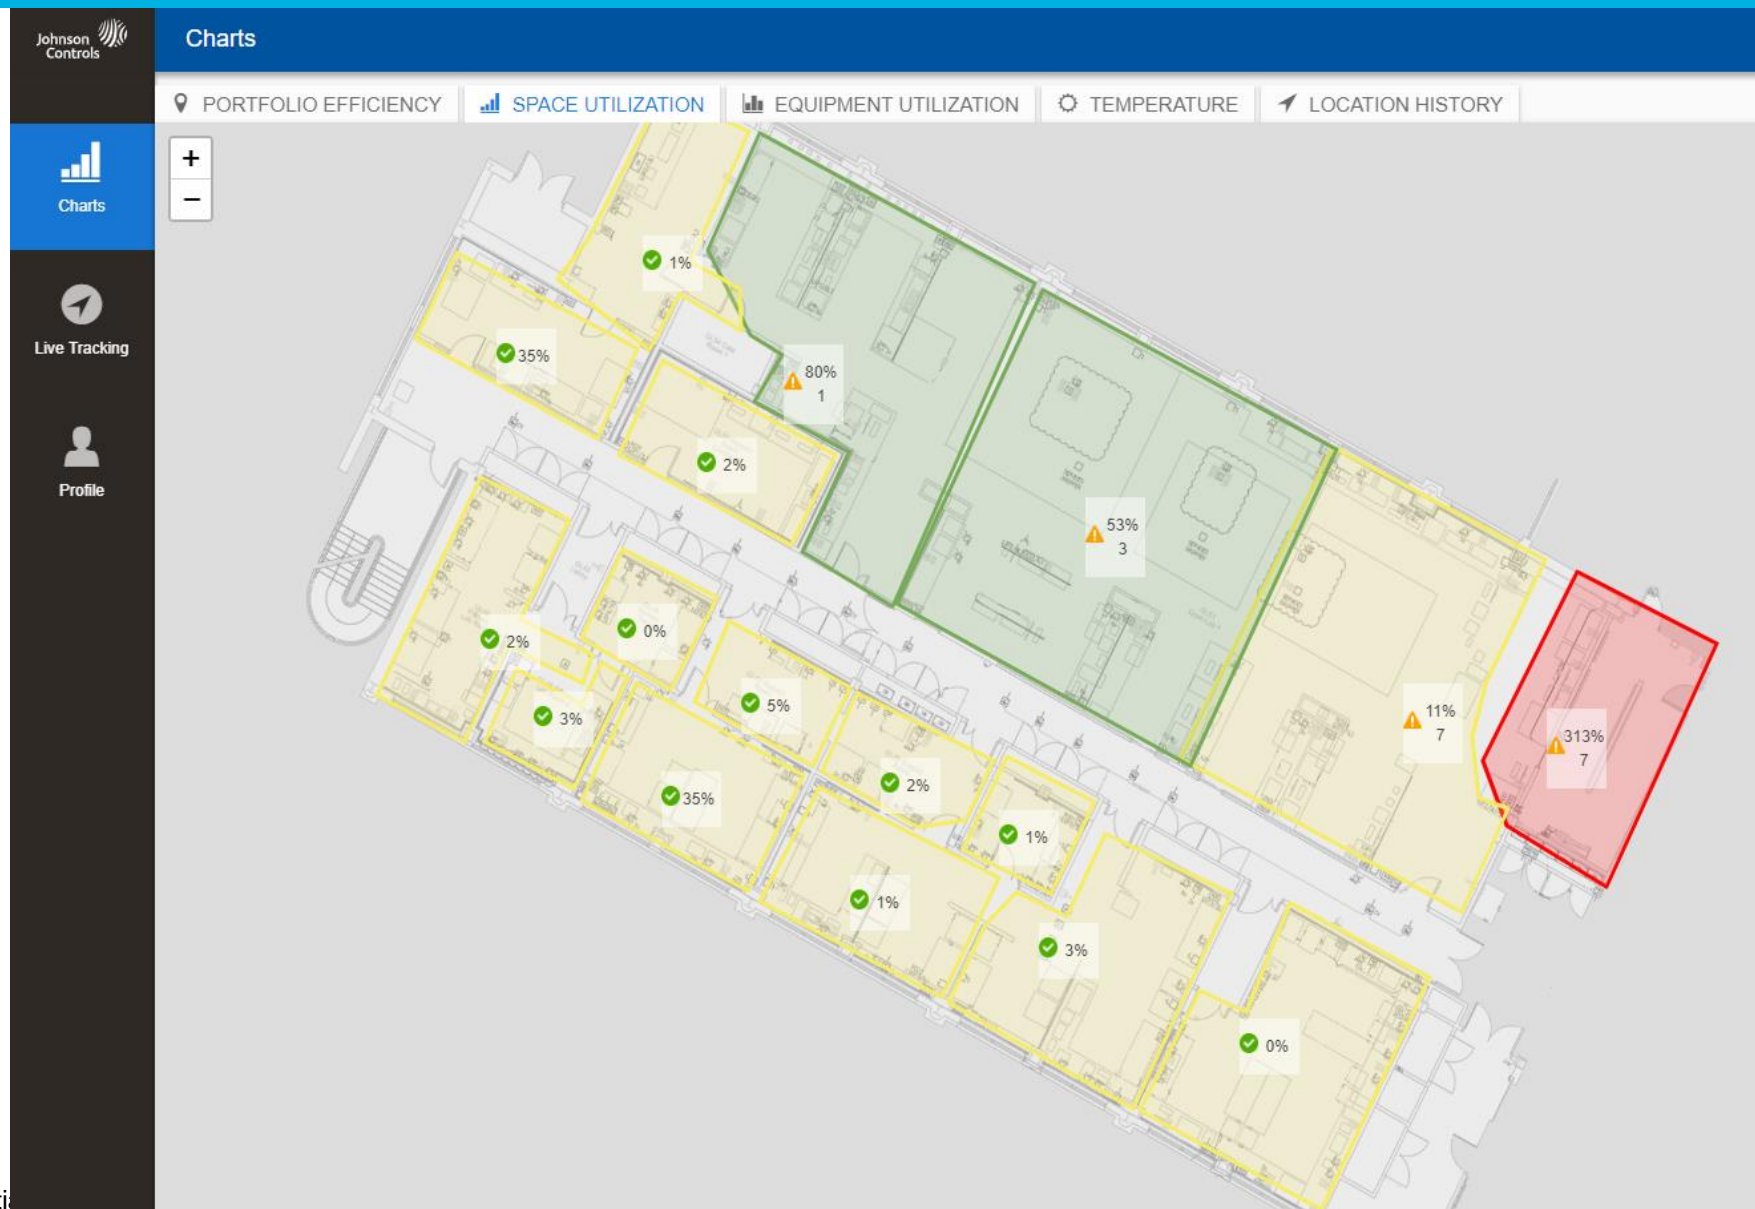 Johnson
Controls
Charts
PORTFOLIO EFFICIENCY
SPACE UTILIZATION
EQUIPMENT UTILIZATION
TEMPERATURE
LOCATION HISTORY
+
−
Charts
Live Tracking
Profile
1%
35%
80%
1
2%
53%
3
2%
0%
3%
5%
35%
2%
1%
1%
3%
0%
11%
7
313%
7